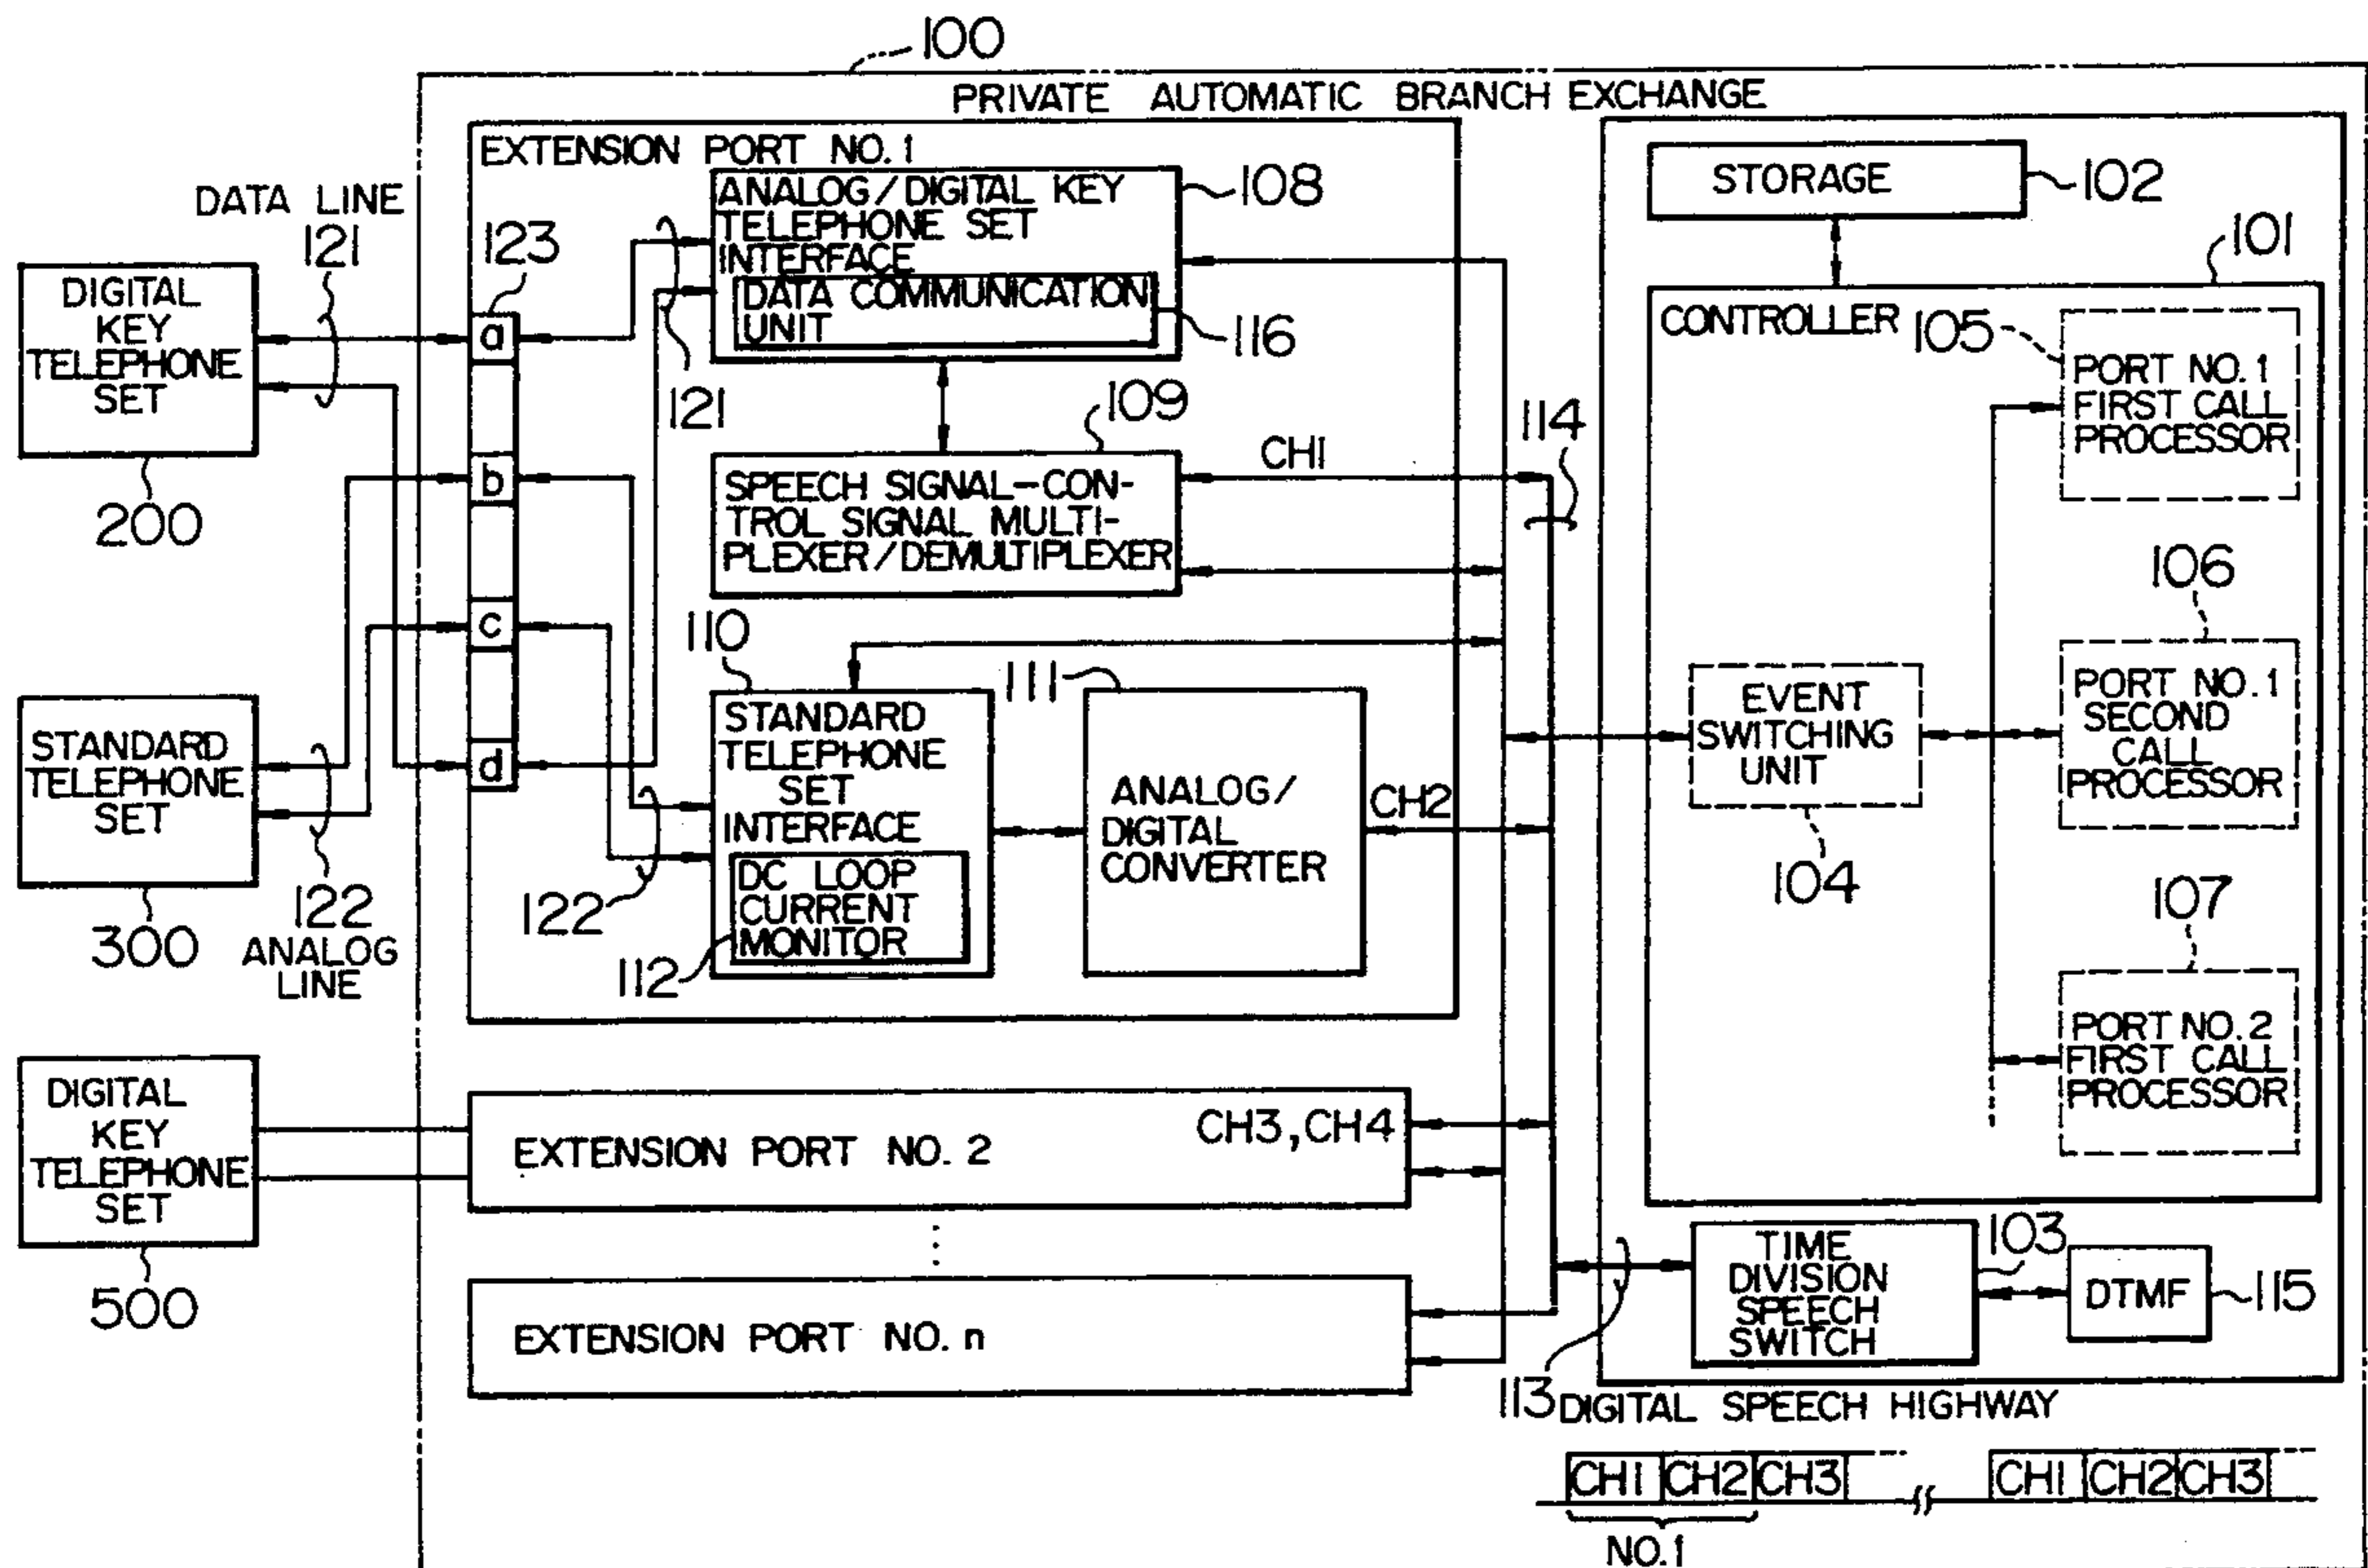 100
PRIVATE AUTOMATIC BRANCH EXCHANGE
EXTENSION PORT NO. 1
DATA LINE
121
123
DIGITAL
KEY
TELEPHONE
SET
200
a
b
c
d
ANALOG/DIGITAL KEY
TELEPHONE SET
INTERFACE
108
DATA COMMUNICATION
UNIT
116
121
109
SPEECH SIGNAL-CON-
TROL SIGNAL MULTI-
PLEXER/DEMULTIPLEXER
CH1
114
STANDARD
TELEPHONE
SET
300
122
ANALOG
LINE
110
STANDARD
TELEPHONE
SET
INTERFACE
122
DC LOOP
CURRENT
MONITOR
112
111
ANALOG/
DIGITAL
CONVERTER
CH2
STORAGE
102
101
CONTROLLER
105
PORT NO. 1
FIRST CALL
PROCESSOR
106
PORT NO. 1
SECOND
CALL
PROCESSOR
EVENT
SWITCHING
UNIT
104
107
PORT NO. 2
FIRST CALL
PROCESSOR
DIGITAL
KEY
TELEPHONE
SET
500
EXTENSION PORT NO. 2
CH3, CH4
EXTENSION PORT NO. n
TIME
DIVISION
SPEECH
SWITCH
103
DTMF
115
113 DIGITAL SPEECH HIGHWAY
CH1 CH2 CH3 CH1 CH2 CH3
NO. 1